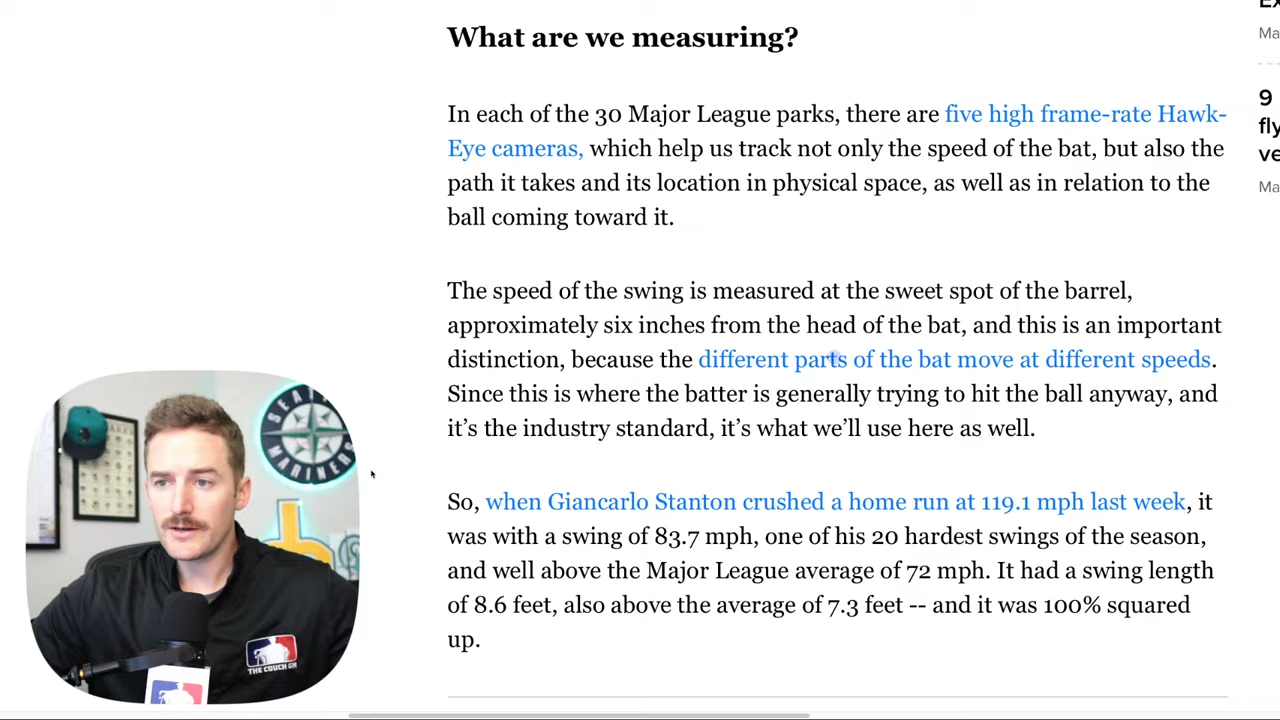 What are we measuring?
In each of the 30 Major League parks, there are five high frame-rate Hawk-
Eye cameras, which help us track not only the speed of the bat, but also the
path it takes and its location in physical space, as well as in relation to the
ball coming toward it.
The speed of the swing is measured at the sweet spot of the barrel,
approximately six inches from the head of the bat, and this is an important
distinction, because the different parts of the bat move at different speeds.
Since this is where the batter is generally trying to hit the ball anyway, and
it’s the industry standard, it’s what we’ll use here as well.
So, when Giancarlo Stanton crushed a home run at 119.1 mph last week, it
was with a swing of 83.7 mph, one of his 20 hardest swings of the season,
and well above the Major League average of 72 mph. It had a swing length
of 8.6 feet, also above the average of 7.3 feet -- and it was 100% squared
up.
Ma
9
fly
ve
Ma
SEATTLE
MARINERS
THE COUCH GM